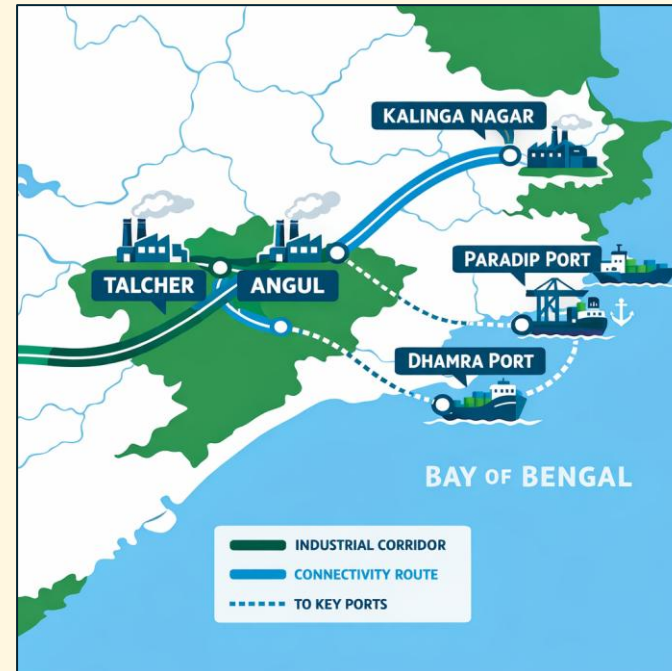 KALINGA NAGAR
PARADIP PORT
TALCHER
ANGUL
DHAMRA PORT
BAY OF BENGAL
INDUSTRIAL CORRIDOR
CONNECTIVITY ROUTE
TO KEY PORTS